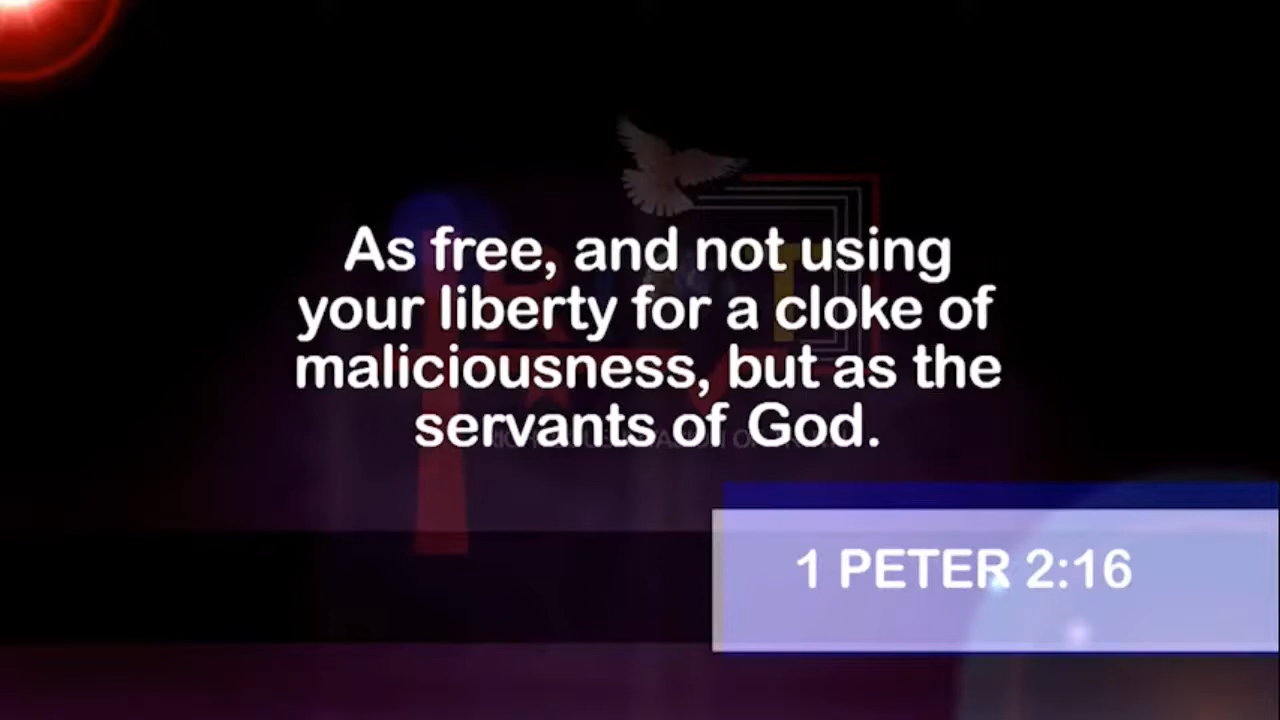 As free, and not using
your liberty for a cloke of
maliciousness, but as the
servants of God.
1 PETER 2:16